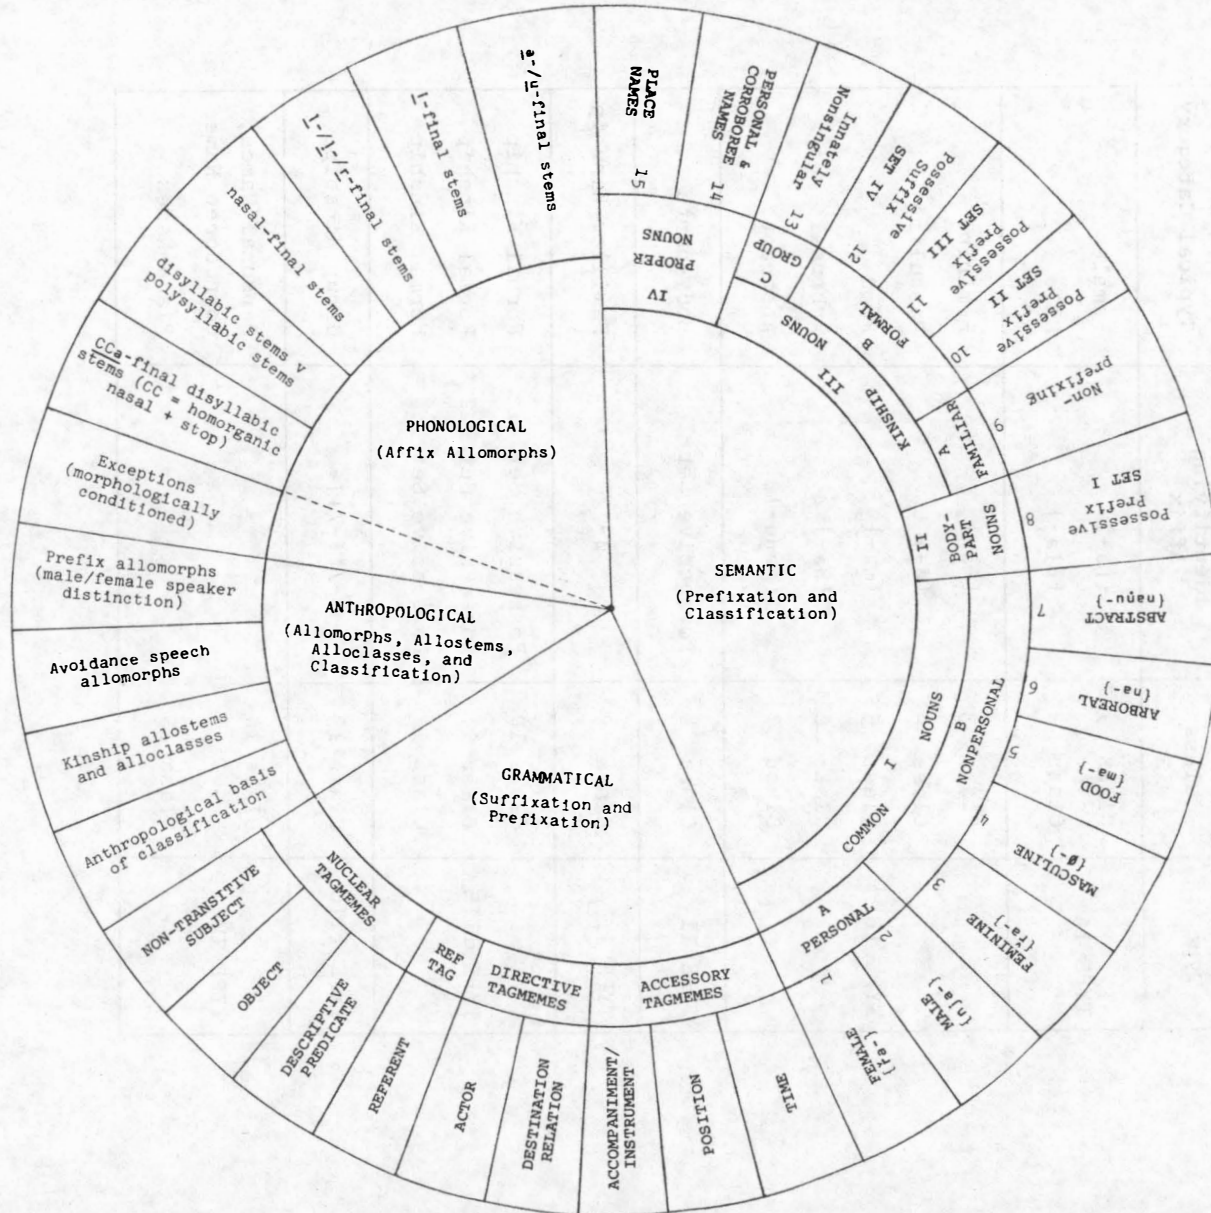 PHONOLOGICAL
(Affix Allomorphs)
a-/u-final stems
l-final stems
nasal-final stems
disyllabic stems v
polysyllabic stems
CCa-final disyllabic
stems (CC = homorganic
nasal + stop)
Exceptions
(morphologically
conditioned)
ANTHROPOLOGICAL
(Allomorphs, Allostems,
Alloclasses, and
Classification)
Prefix allomorphs
(male/female speaker
distinction)
Avoidance speech
allomorphs
Kinship allostems
and alloclasses
Anthropological basis
of classification
GRAMMATICAL
(Suffixation and
Prefixation)
NUCLEAR
TAGMEMES
NON-TRANSITIVE
SUBJECT
OBJECT
DESCRIPTIVE
PREDICATE
REF
TAG
REFERENT
DIRECTIVE
TAGMEMES
ACTOR
DESTINATION
RELATION
ACCESSORY
TAGMEMES
ACCOMPANIMENT/
INSTRUMENT
POSITION
TIME
SEMANTIC
(Prefixation and
Classification)
I
COMMON
NOUNS
A
PERSONAL
1
FEMALE
2
MALE
{nja-}
B
NONPERSONAL
3
FEMININE
4
MASCULINE
{ø-}
5
FOOD
{ma-}
6
ARBOREAL
{na-}
7
ABSTRACT
II
BODY-
PART
NOUNS
8
Possessive
Prefix
SET I
III
KINSHIP
NOUNS
A
FAMILIAR
9
Non-
prefixing
B
FORMAL
10
Possessive
Prefix
SET II
11
Possessive
Prefix
SET III
12
Possessive
Suffix
SET IV
C
GROUP
13
Innately
Nonsingular
IV
PROPER
NOUNS
14
PERSONAL &
CORROBOREE
NAMES
15
PLACE
NAMES